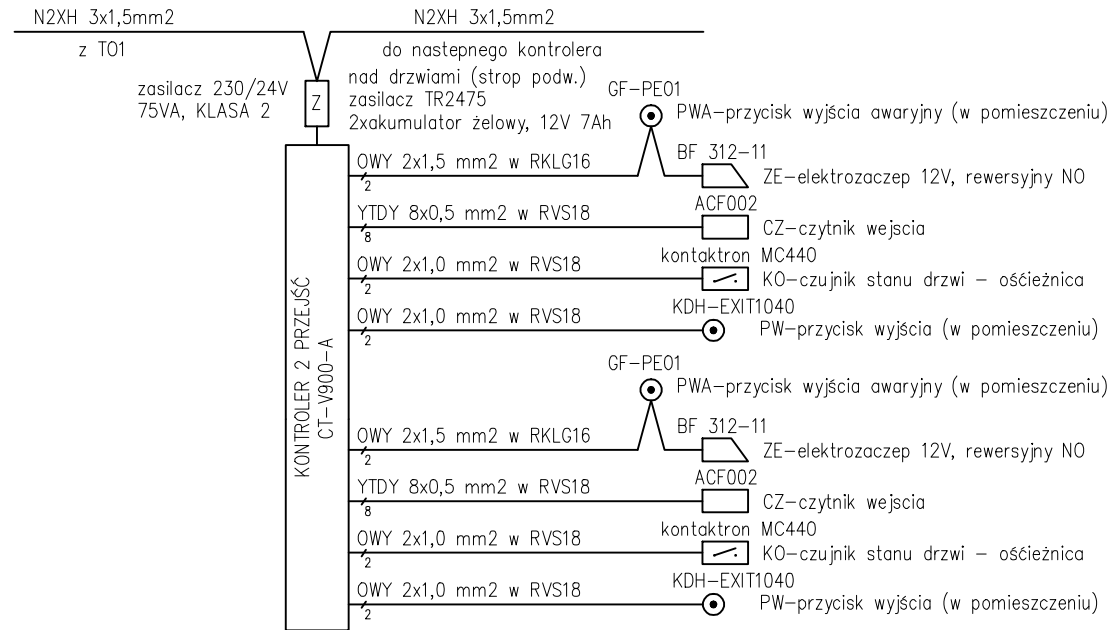 N2XH 3x1,5mm2
N2XH 3x1,5mm2
z TO1
do nastepnego kontrolera
zasilacz 230/24V
75VA, KLASA 2
Z
nad drzwiami (strop podw.)
zasilacz TR2475
2xakumulator żelowy, 12V 7Ah
GF-PE01
PWA-przycisk wyjścia awaryjny (w pomieszczeniu)
OWY 2x1,5 mm2 w RKLG16
2
BF 312-11
ZE-elektrozaczep 12V, rewersyjny NO
YTDY 8x0,5 mm2 w RVS18
8
ACF002
CZ-czytnik wejscia
OWY 2x1,0 mm2 w RVS18
2
kontaktron MC440
KO-czujnik stanu drzwi - ośćieżnica
OWY 2x1,0 mm2 w RVS18
2
KDH-EXIT1040
PW-przycisk wyjścia (w pomieszczeniu)
KONTROLER 2 PRZEJŚĆ
CT-V900-A
GF-PE01
PWA-przycisk wyjścia awaryjny (w pomieszczeniu)
OWY 2x1,5 mm2 w RKLG16
2
BF 312-11
ZE-elektrozaczep 12V, rewersyjny NO
YTDY 8x0,5 mm2 w RVS18
8
ACF002
CZ-czytnik wejscia
OWY 2x1,0 mm2 w RVS18
2
kontaktron MC440
KO-czujnik stanu drzwi - ośćieżnica
OWY 2x1,0 mm2 w RVS18
2
KDH-EXIT1040
PW-przycisk wyjścia (w pomieszczeniu)